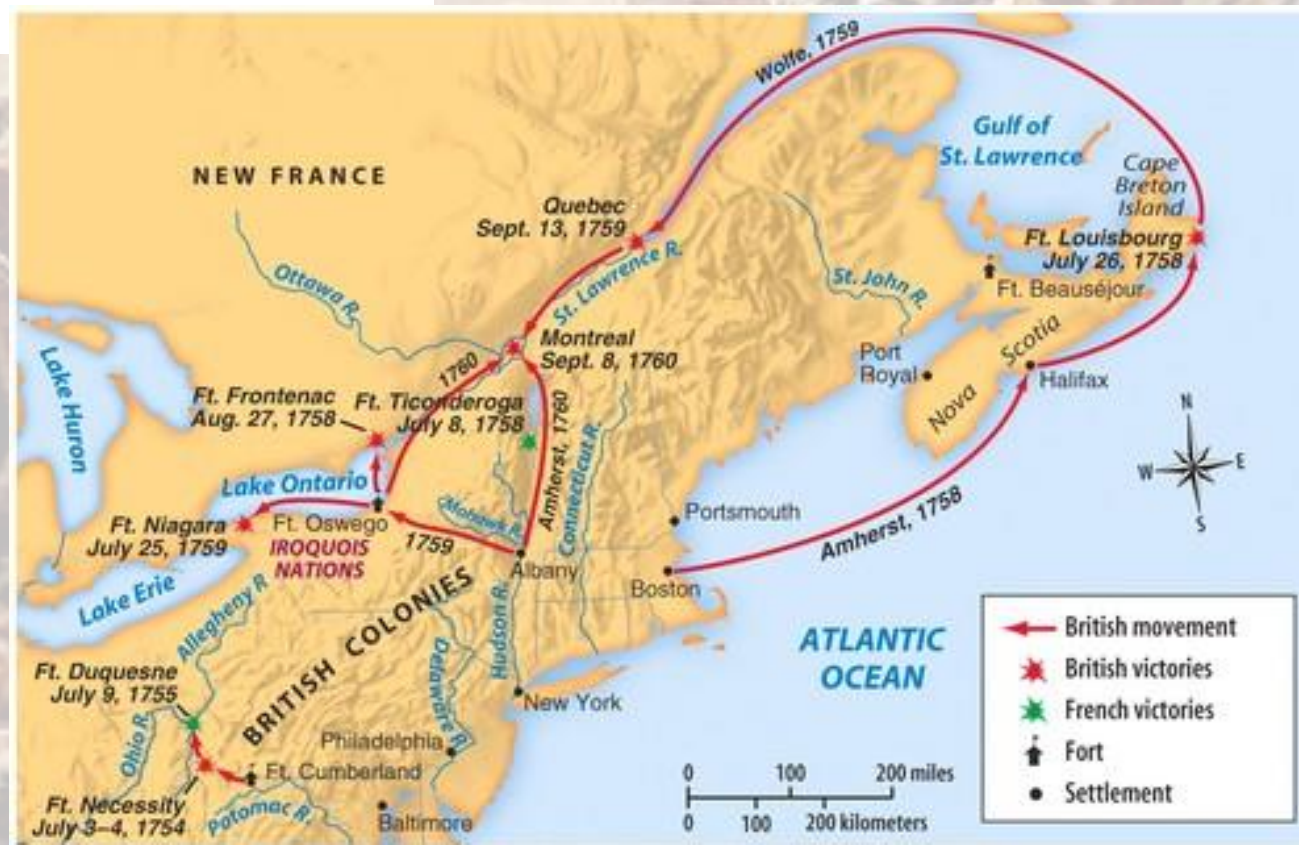 Wolfe, 1759
Gulf of
St. Lawrence
NEW FRANCE
Cape
Breton
Island
Quebec
Sept. 13, 1759
Ft. Louisbourg
July 26, 1758
Ottawa R.
St. Lawrence R.
St. John R.
Ft. Beauséjour
Montreal
Sept. 8, 1760
Nova Scotia
Port
Royal
Halifax
Lake Huron
1760
Ft. Frontenac
Aug. 27, 1758
Ft. Ticonderoga
July 8, 1758
Amherst, 1760
Connecticut R.
N
W
E
S
Lake Ontario
Mohawk R.
Portsmouth
Ft. Niagara
July 25, 1759
Ft. Oswego
IROQUOIS
NATIONS
1759
Albany
Boston
Amherst, 1758
Lake Erie
Allegheny R
BRITISH COLONIES
Hudson R.
Delaware R.
ATLANTIC
OCEAN
Ft. Duquesne
July 9, 1755
New York
Ohio R.
Philadelphia
Ft. Cumberland
Ft. Necessity
July 3–4, 1754
Potomac R.
Baltimore
0 100 200 miles
0 100 200 kilometers
British movement
British victories
French victories
Fort
Settlement